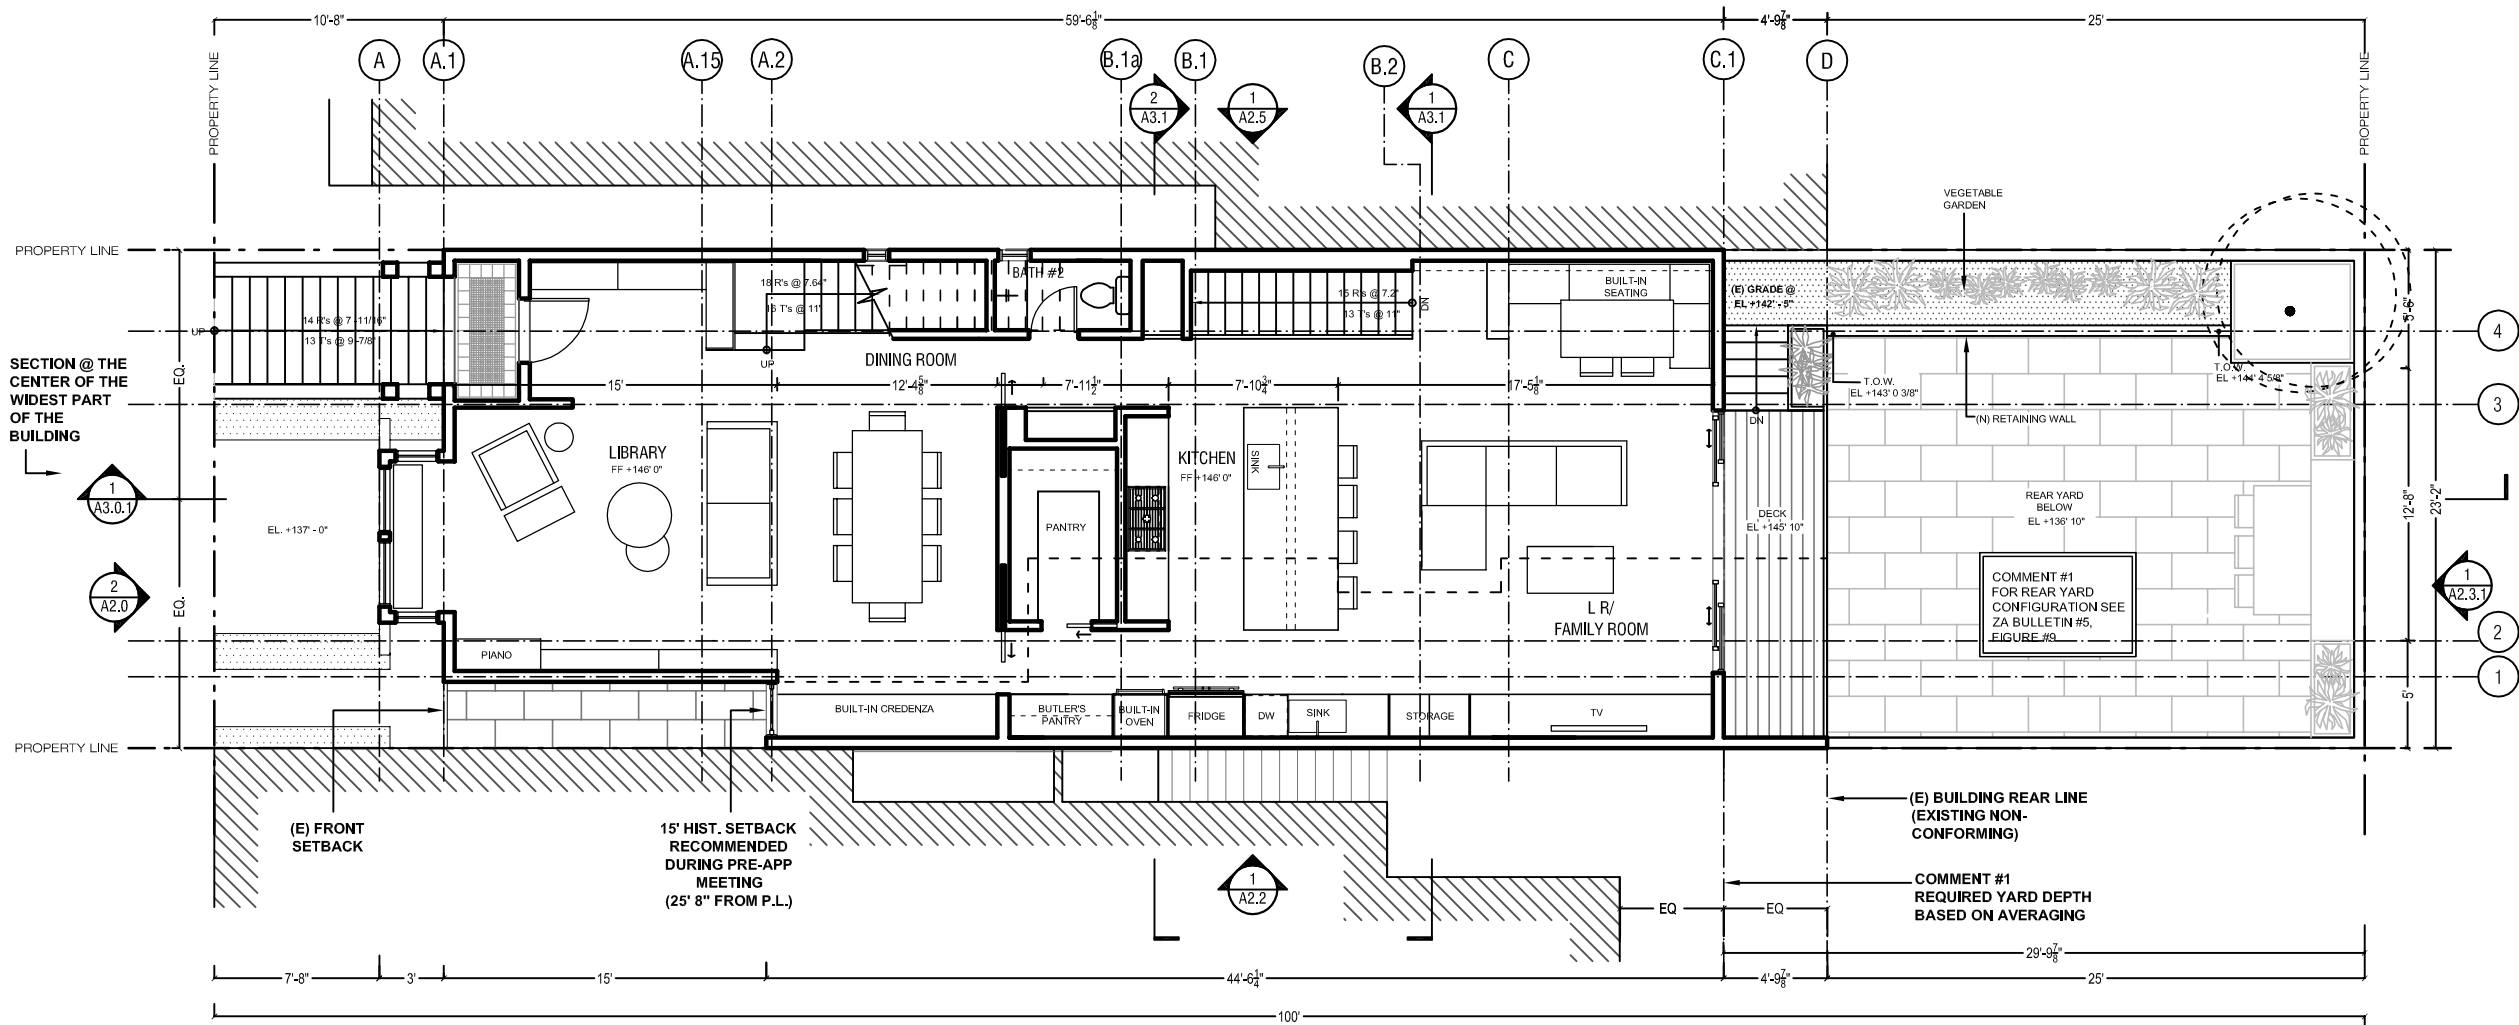 10'-8"
59'-6 1/8"
4'-9 7/8"
25'
PROPERTY LINE
A
A.1
A.15
A.2
B.1a
B.1
B.2
C
C.1
D
PROPERTY LINE
2
A3.1
1
A2.5
1
A3.1
VEGETABLE
GARDEN
PROPERTY LINE
BATH #2
18 R's @ 7.64"
15 R's @ 7.2"
DN
BUILT-IN
SEATING
(E) GRADE @
EL +142' - 5"
5'-6"
UP
14 R's @ 7 -11/16"
13 T's @ 9 -7/8"
13 T's @ 11"
4
DINING ROOM
UP
SECTION @ THE
CENTER OF THE
WIDEST PART
OF THE
BUILDING
EQ.
15'
12'-4 5/8"
7'-11 1/2"
7'-10 3/4"
17'-5 1/8"
T.O.W.
EL +143' 0 3/8"
T.O.W.
EL +144' 4 5/8"
DN
(N) RETAINING WALL
3
LIBRARY
FF +146' 0"
KITCHEN
FF +146' 0"
SINK
1
A3.0.1
EL. +137' - 0"
PANTRY
DECK
EL +145' 10"
REAR YARD
BELOW
EL +136' 10"
12'-8"
23'-2"
2
A2.0
EQ.
L R/
FAMILY ROOM
COMMENT #1
FOR REAR YARD
CONFIGURATION SEE
ZA BULLETIN #5,
FIGURE #9
1
A2.3.1
2
PIANO
1
5'
BUILT-IN CREDENZA
BUTLER'S
PANTRY
BUILT-IN
OVEN
FRIDGE
DW
SINK
STORAGE
TV
PROPERTY LINE
(E) FRONT
SETBACK
15' HIST. SETBACK
RECOMMENDED
DURING PRE-APP
MEETING
(25' 8" FROM P.L.)
(E) BUILDING REAR LINE
(EXISTING NON-
CONFORMING)
1
A2.2
COMMENT #1
REQUIRED YARD DEPTH
BASED ON AVERAGING
EQ
EQ
29'-9 7/8"
7'-8"
3'
15'
44'-6 1/4"
4'-9 7/8"
25'
100'